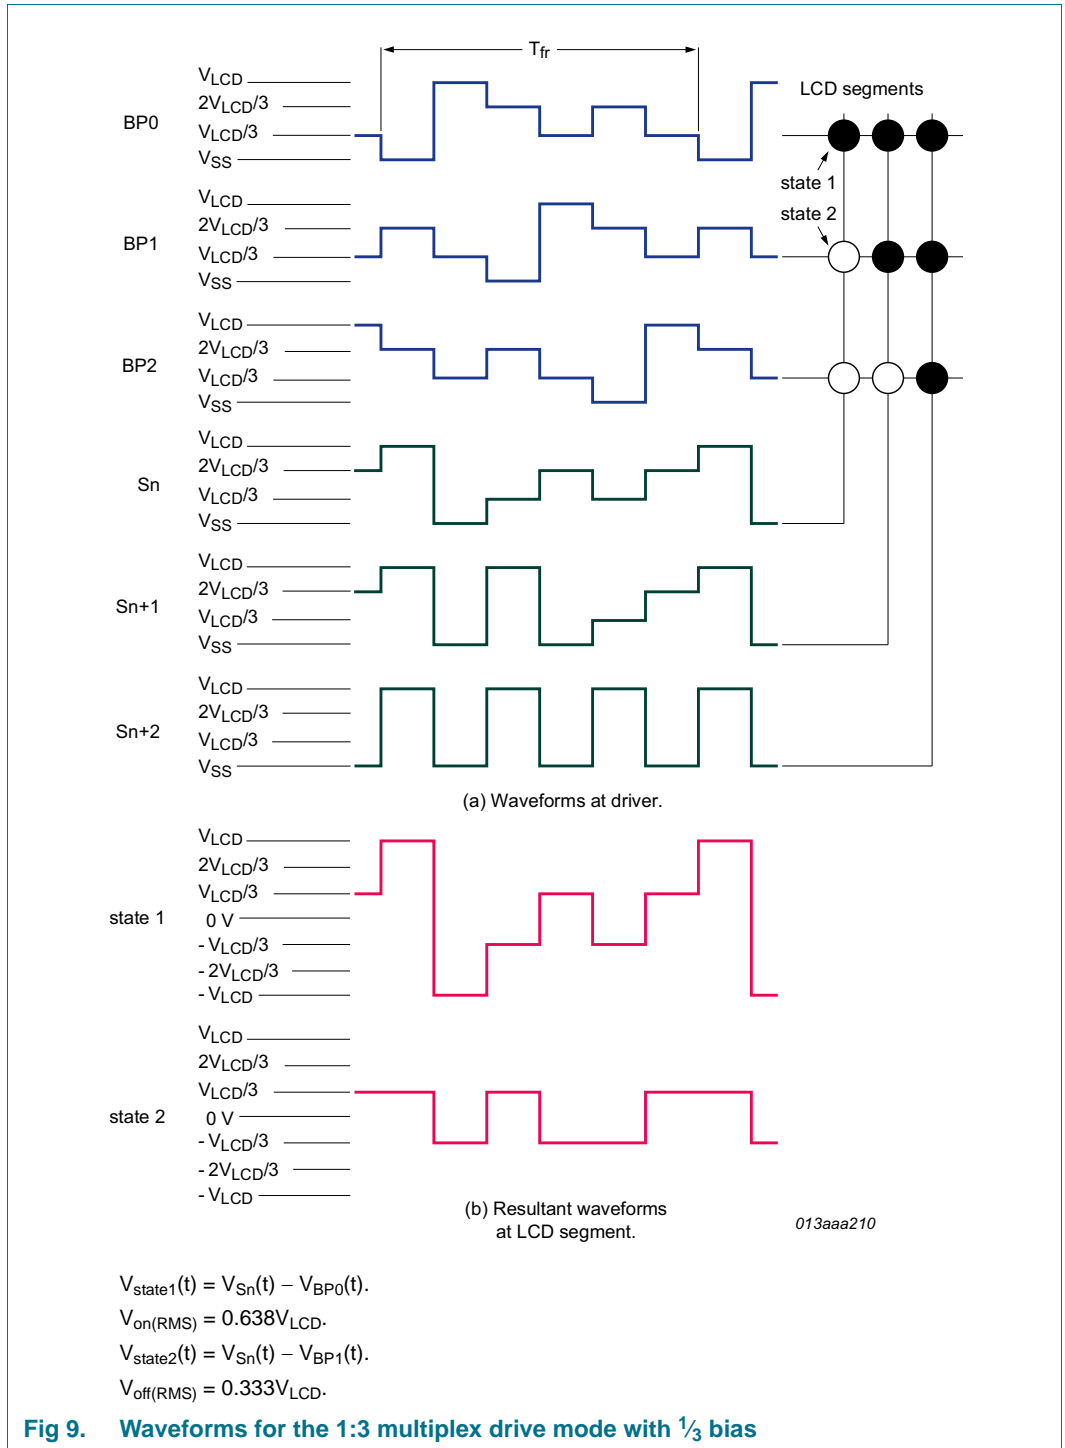 Tfr
LCD segments
BP0
VLCD
2VLCD/3
VLCD/3
VSS
state 1
state 2
BP1
VLCD
2VLCD/3
VLCD/3
VSS
BP2
VLCD
2VLCD/3
VLCD/3
VSS
Sn
VLCD
2VLCD/3
VLCD/3
VSS
Sn+1
VLCD
2VLCD/3
VLCD/3
VSS
Sn+2
VLCD
2VLCD/3
VLCD/3
VSS
(a) Waveforms at driver.
state 1
VLCD
2VLCD/3
VLCD/3
0 V
- VLCD/3
- 2VLCD/3
- VLCD
state 2
VLCD
2VLCD/3
VLCD/3
0 V
- VLCD/3
- 2VLCD/3
- VLCD
(b) Resultant waveforms
at LCD segment.
013aaa210
Vstate1(t) = VSn(t) − VBP0(t).
Von(RMS) = 0.638VLCD.
Vstate2(t) = VSn(t) − VBP1(t).
Voff(RMS) = 0.333VLCD.
Fig 9. Waveforms for the 1:3 multiplex drive mode with 1⁄3 bias